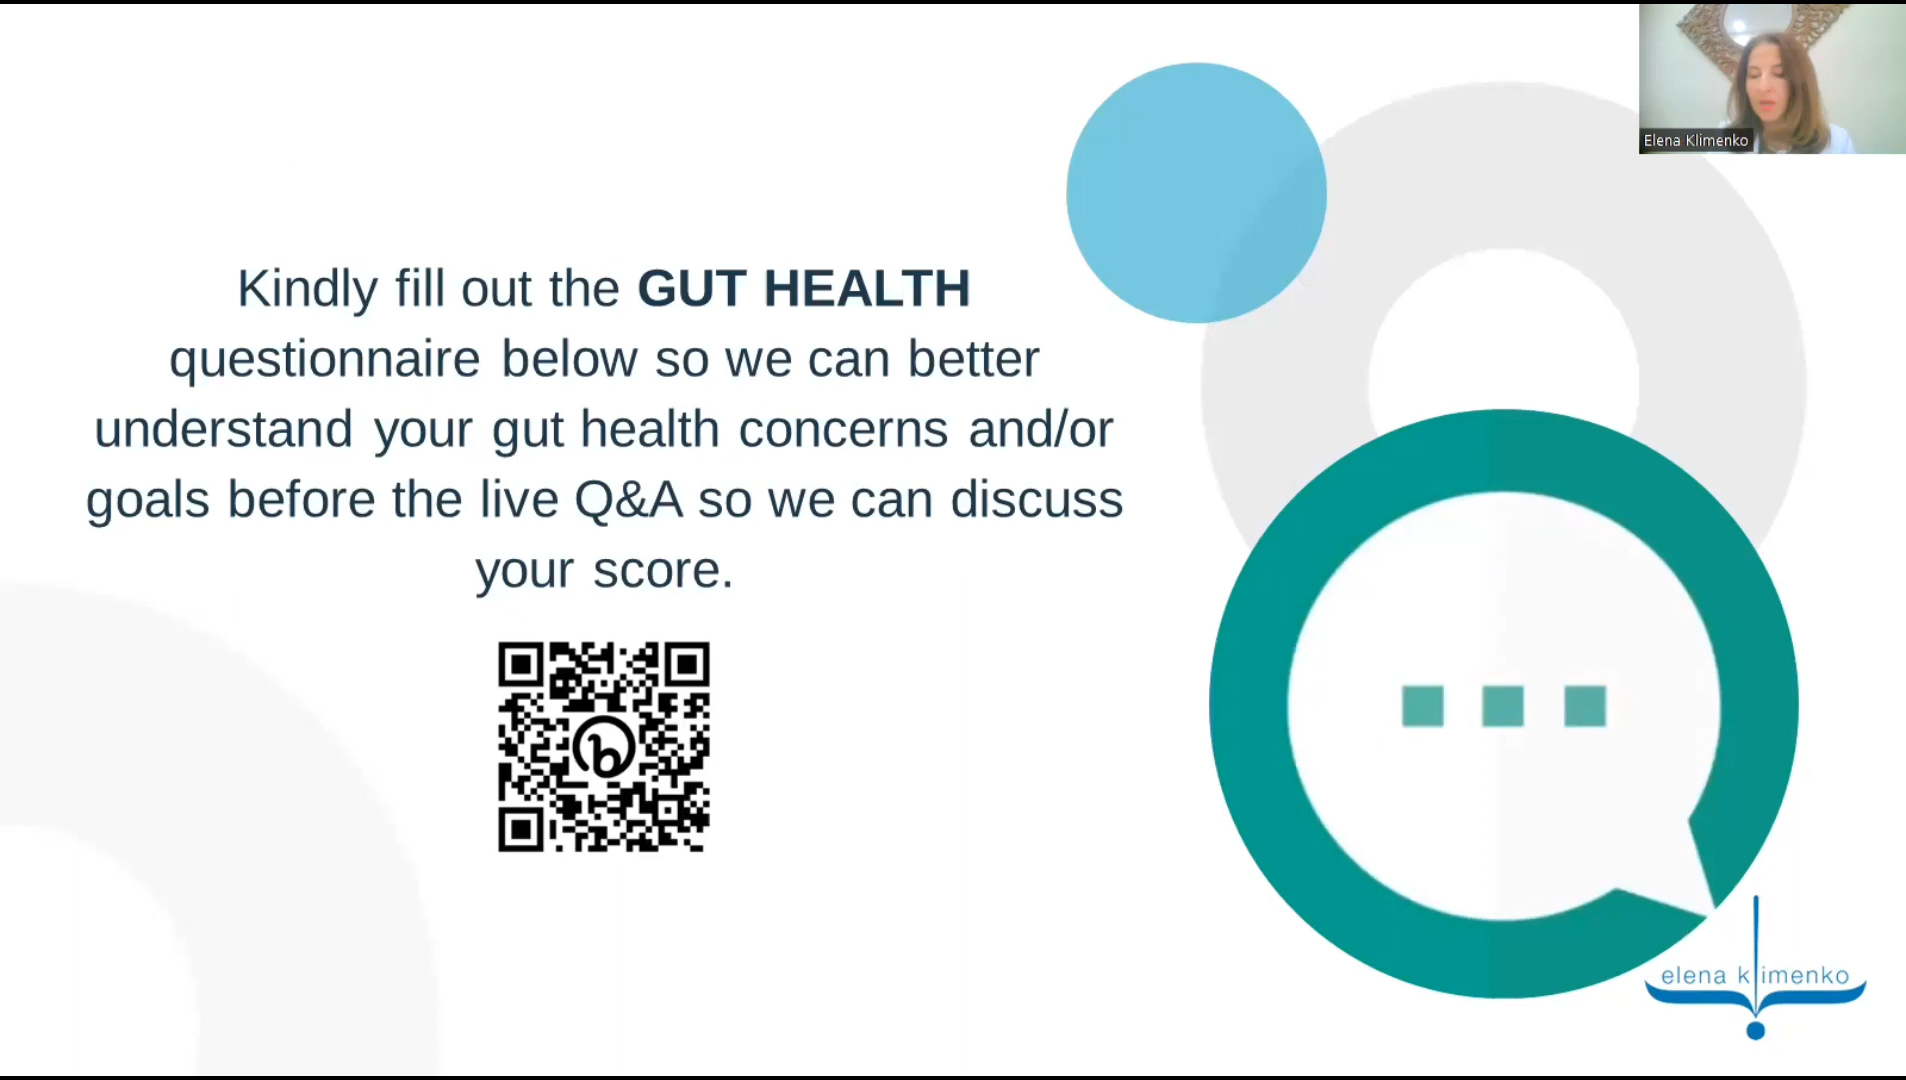 Elena Klimenko
Kindly fill out the GUT HEALTH
questionnaire below so we can better
understand your gut health concerns and/or
goals before the live Q&A so we can discuss
your score.
elena klimenko